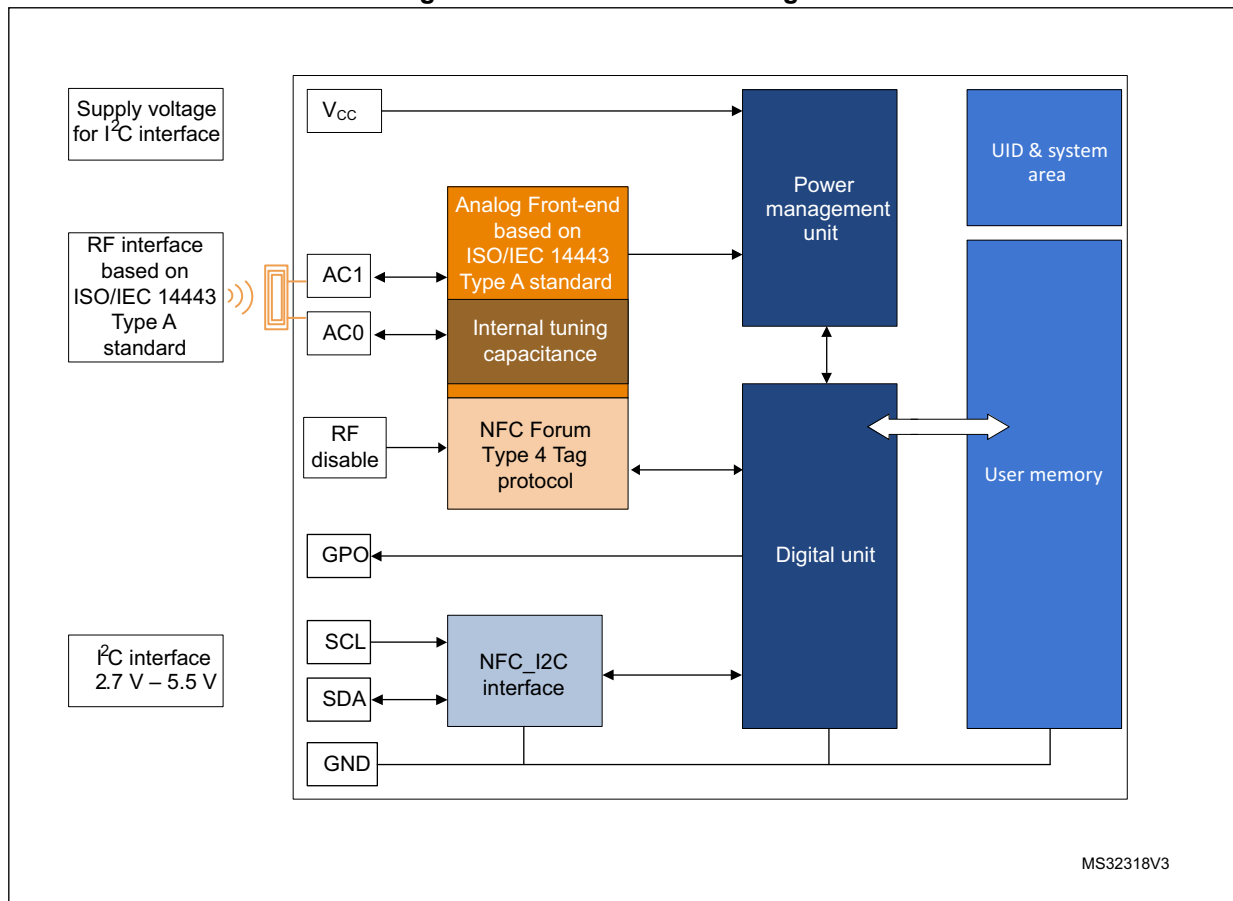 Supply voltage
for I²C interface
RF interface
based on
ISO/IEC 14443
Type A
standard
I²C interface
2.7 V – 5.5 V
VCC
AC1
AC0
RF
disable
GPO
SCL
SDA
GND
Analog Front-end
based on
ISO/IEC 14443
Type A standard
Internal tuning
capacitance
NFC Forum
Type 4 Tag
protocol
NFC_I2C
interface
Power
management
unit
Digital unit
UID & system
area
User memory
MS32318V3